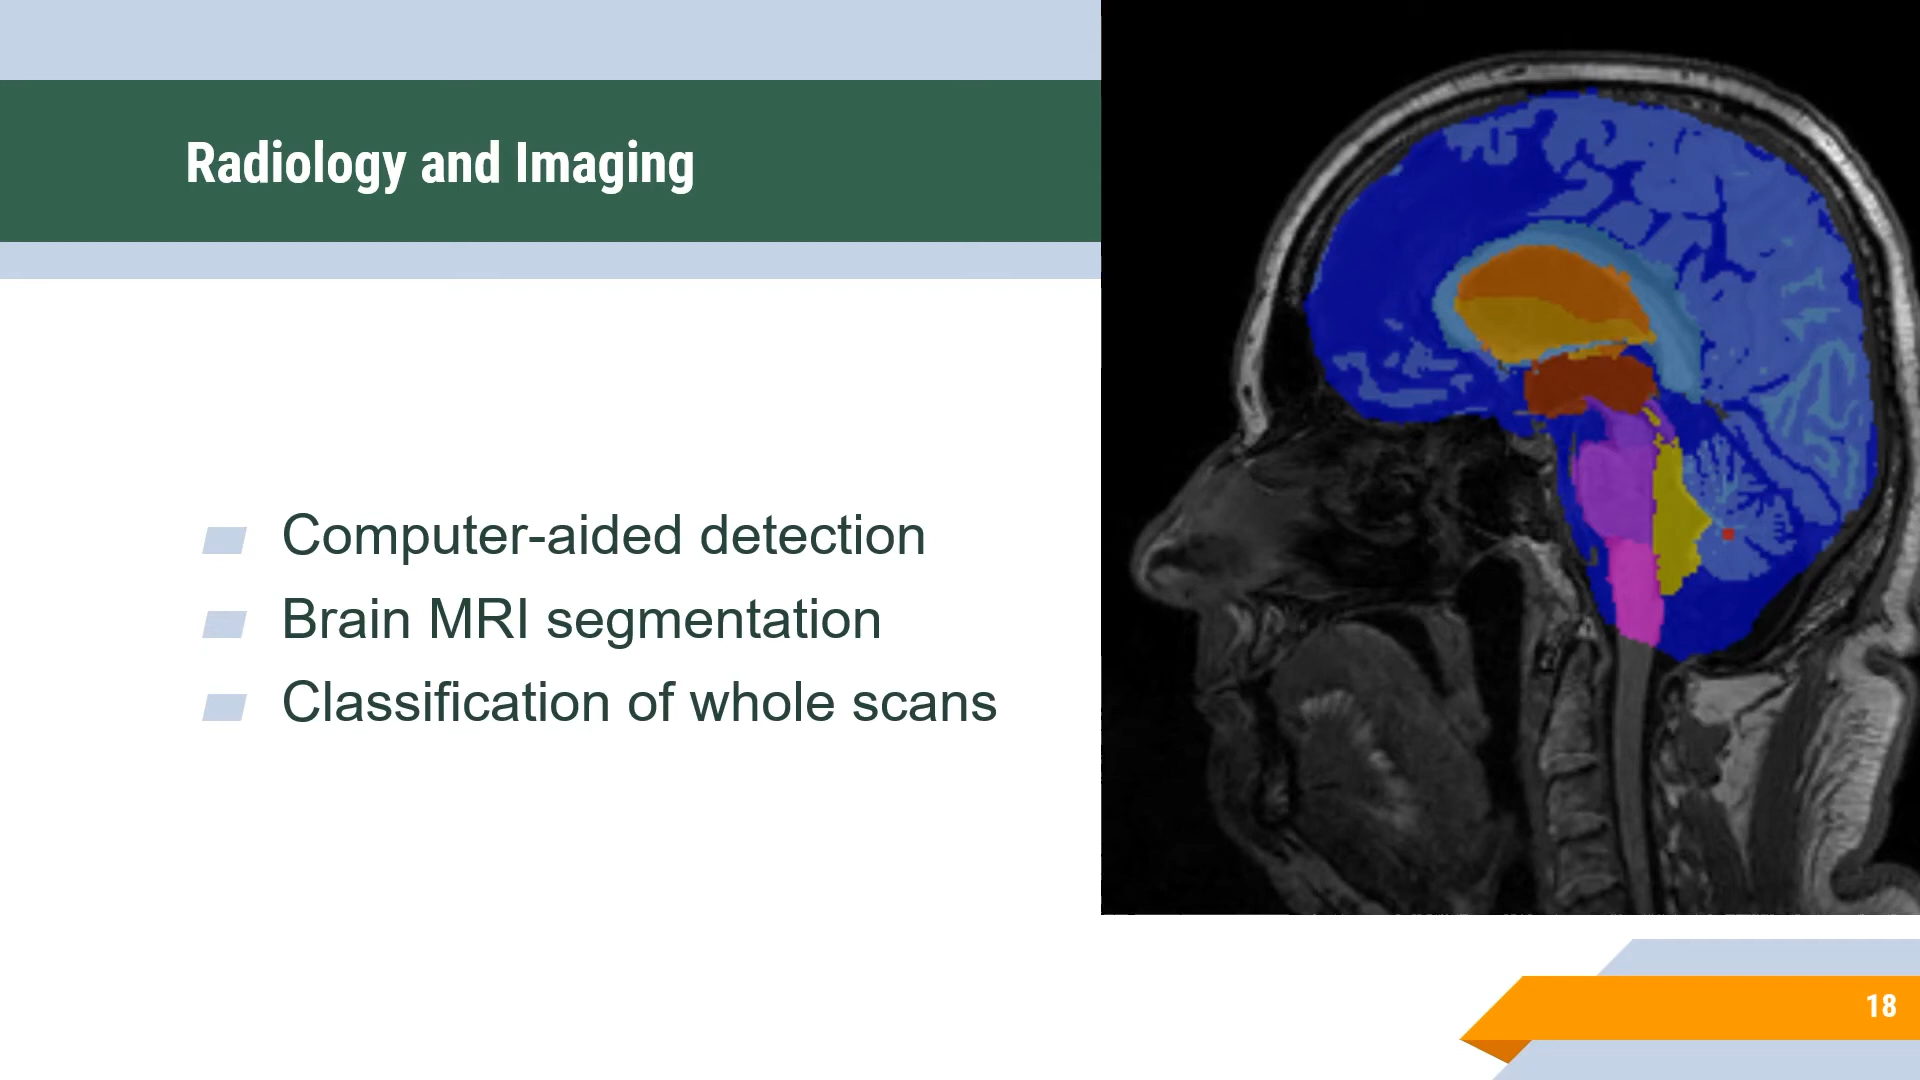 Radiology and Imaging
Computer-aided detection
Brain MRI segmentation
Classification of whole scans
18